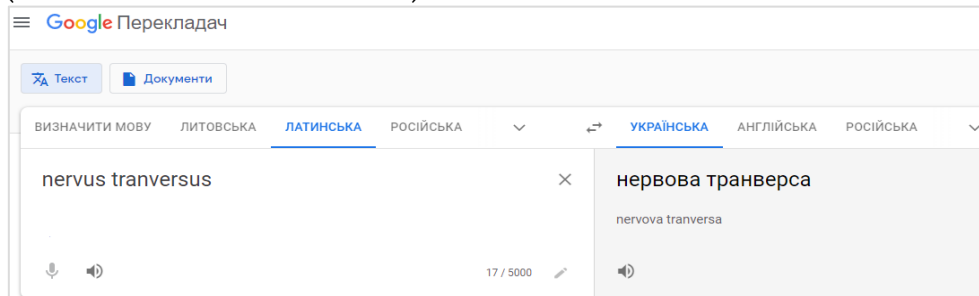 Google Перекладач
Текст Документи
ВИЗНАЧИТИ МОВУ ЛИТОВСЬКА ЛАТИНСЬКА РОСІЙСЬКА УКРАЇНСЬКА АНГЛІЙСЬКА РОСІЙСЬКА
nervus tranversus
нервова транверса
nervova tranversa
17 / 5000